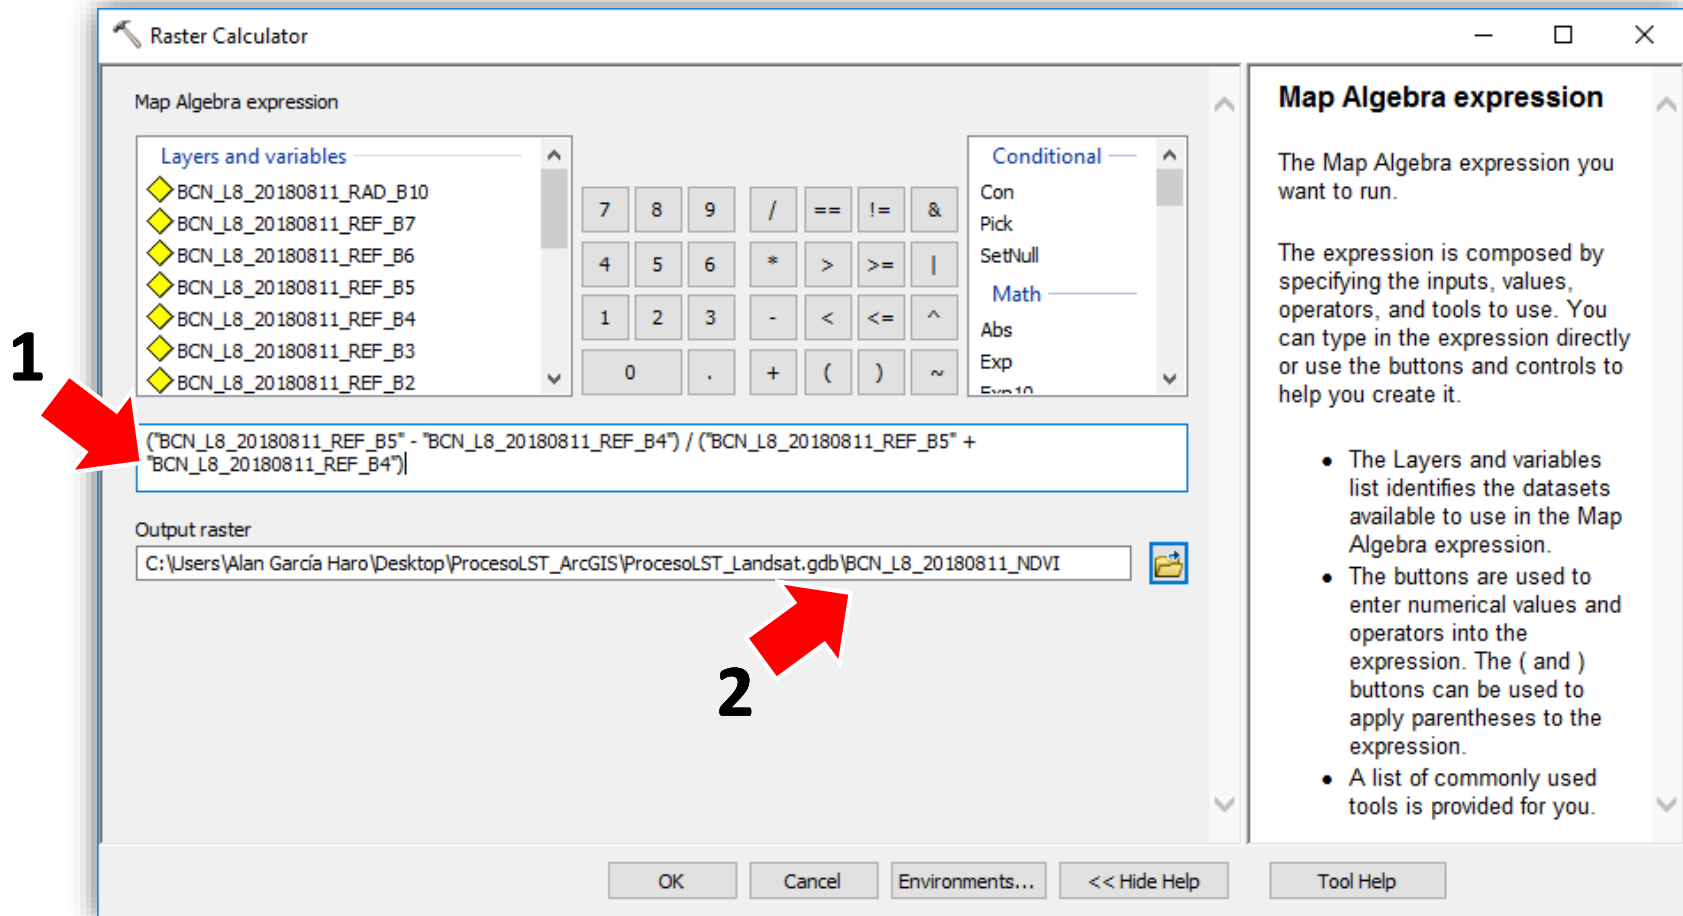 Raster Calculator
Map Algebra expression
Layers and variables
BCN_L8_20180811_RAD_B10
BCN_L8_20180811_REF_B7
BCN_L8_20180811_REF_B6
BCN_L8_20180811_REF_B5
BCN_L8_20180811_REF_B4
BCN_L8_20180811_REF_B3
BCN_L8_20180811_REF_B2
7 8 9 / == != &
4 5 6 * > >= |
1 2 3 - < <= ^
0 . + ( ) ~
Conditional
Con
Pick
SetNull
Math
Abs
Exp
Exp10
1
("BCN_L8_20180811_REF_B5" - "BCN_L8_20180811_REF_B4") / ("BCN_L8_20180811_REF_B5" +
"BCN_L8_20180811_REF_B4")
Output raster
C:\Users\Alan García Haro\Desktop\ProcesoLST_ArcGIS\ProcesoLST_Landsat.gdb\BCN_L8_20180811_NDVI
2
OK Cancel Environments... << Hide Help Tool Help
Map Algebra expression
The Map Algebra expression you
want to run.
The expression is composed by
specifying the inputs, values,
operators, and tools to use. You
can type in the expression directly
or use the buttons and controls to
help you create it.
• The Layers and variables
list identifies the datasets
available to use in the Map
Algebra expression.
• The buttons are used to
enter numerical values and
operators into the
expression. The ( and )
buttons can be used to
apply parentheses to the
expression.
• A list of commonly used
tools is provided for you.